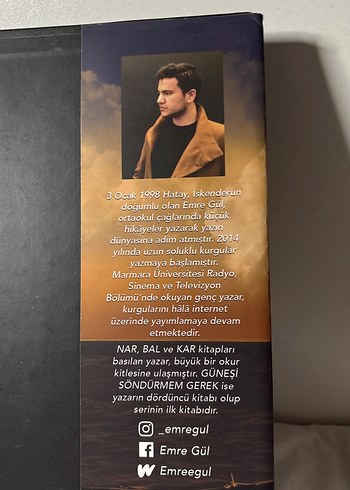 3 Ocak 1998 Hatay, İskenderun
doğumlu olan Emre Gül,
ortaokul çağlarında küçük
hikâyeler yazarak yazın
dünyasına adım atmıştır. 2014
yılında uzun soluklu kurgular
yazmaya başlamıştır.
Marmara Üniversitesi Radyo,
Sinema ve Televizyon
Bölümü'nde okuyan genç yazar,
kurgularını hâlâ internet
üzerinde yayımlamaya devam
etmektedir.
NAR, BAL ve KAR kitapları
basılan yazar, büyük bir okur
kitlesine ulaşmıştır. GÜNEŞİ
SÖNDÜRMEM GEREK ise
yazarın dördüncü kitabı olup
serinin ilk kitabıdır.
_emregul
Emre Gül
Emreegul